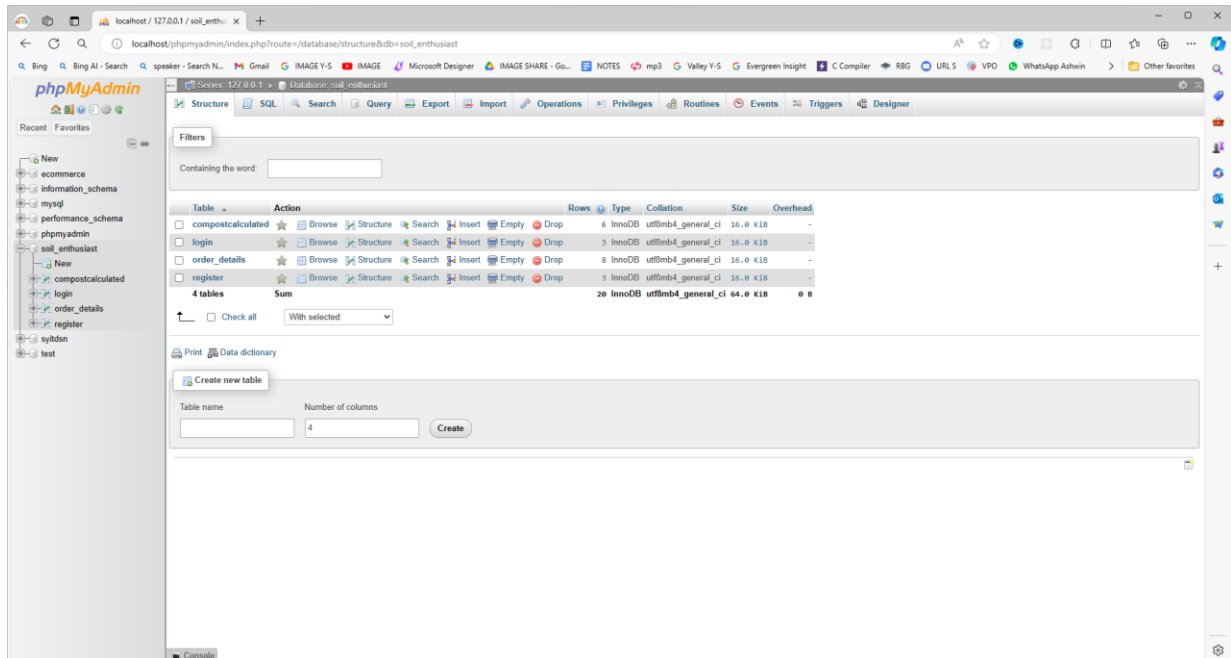 localhost / 127.0.0.1 / soil_enthu
localhost/phpmyadmin/index.php?route=/database/structure&db=soil_enthusiast
Bing Bing AI - Search speaker - Search N... Gmail IMAGE Y-S IMAGE Microsoft Designer IMAGE SHARE - Go... NOTES mp3 Valley Y-S Evergreen Insight C Compiler RBG URL S VPO WhatsApp Ashwin Other favorites
phpMyAdmin
Recent Favorites
New
ecommerce
information_schema
mysql
performance_schema
phpmyadmin
soil_enthusiast
New
compostcalculated
login
order_details
register
syitdsn
test
Server: 127.0.0.1 » Database: soil_enthusiast
Structure SQL Search Query Export Import Operations Privileges Routines Events Triggers Designer
Filters
Containing the word:
Table Action Rows Type Collation Size Overhead
compostcalculated Browse Structure Search Insert Empty Drop 6 InnoDB utf8mb4_general_ci 16.0 KiB -
login Browse Structure Search Insert Empty Drop 3 InnoDB utf8mb4_general_ci 16.0 KiB -
order_details Browse Structure Search Insert Empty Drop 8 InnoDB utf8mb4_general_ci 16.0 KiB -
register Browse Structure Search Insert Empty Drop 3 InnoDB utf8mb4_general_ci 16.0 KiB -
4 tables Sum 20 InnoDB utf8mb4_general_ci 64.0 KiB 0 B
Check all With selected:
Print Data dictionary
Create new table
Table name Number of columns
4 Create
Console